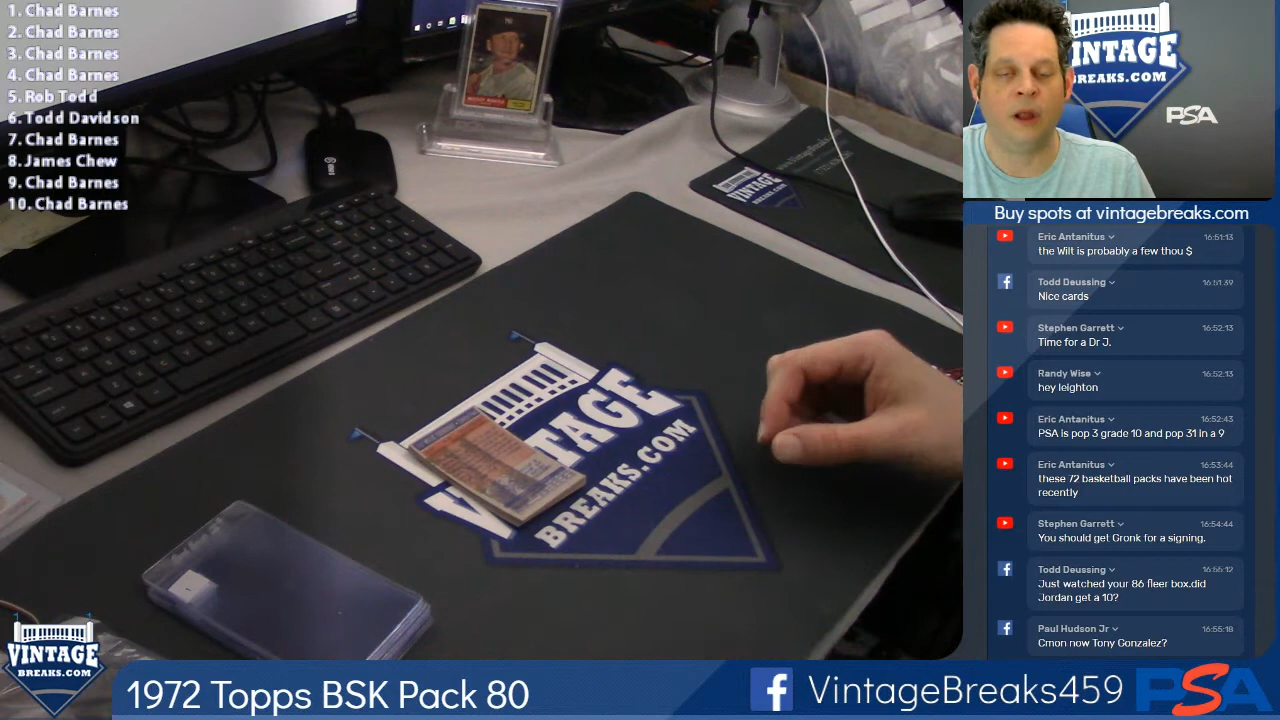 1. Chad Barnes
2. Chad Barnes
3. Chad Barnes
4. Chad Barnes
5. Rob Todd
6. Todd Davidson
7. Chad Barnes
8. James Chew
9. Chad Barnes
10. Chad Barnes
VINTAGE
BREAKS.COM
PSA
Buy spots at vintagebreaks.com
Eric Antanitus 16:51:13
the Wilt is probably a few thou $
Todd Deussing 16:51:39
Nice cards
Stephen Garrett 16:52:13
Time for a Dr J.
Randy Wise 16:52:13
hey leighton
Eric Antanitus 16:52:43
PSA is pop 3 grade 10 and pop 31 in a 9
Eric Antanitus 16:53:44
these 72 basketball packs have been hot
recently
Stephen Garrett 16:54:44
You should get Gronk for a signing.
Todd Deussing 16:55:12
Just watched your 86 fleer box.did
Jordan get a 10?
Paul Hudson Jr 16:55:18
Cmon now Tony Gonzalez?
VINTAGE
BREAKS.COM
VINTAGE
BREAKS.COM
VINTAGE
BREAKS.COM
1972 Topps BSK Pack 80
f VintageBreaks459
PSA